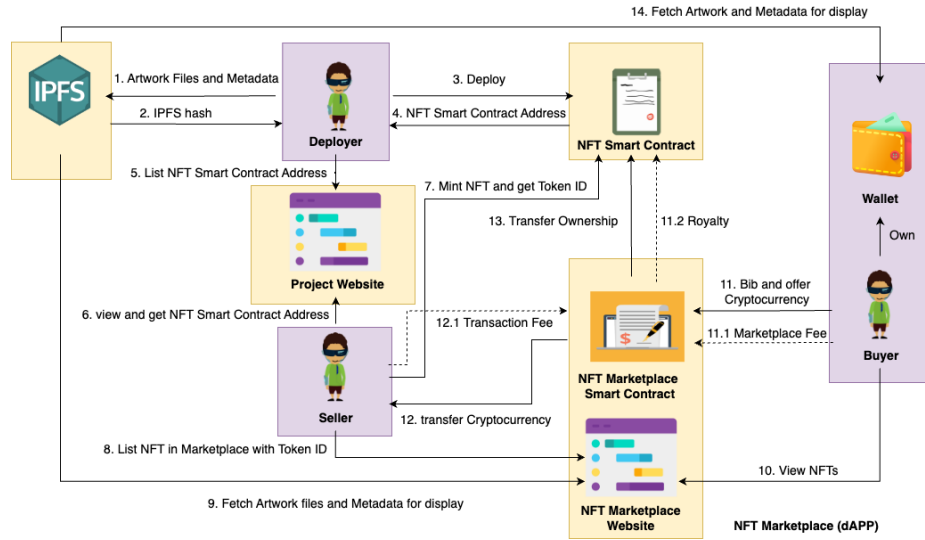 14. Fetch Artwork and Metadata for display
IPFS
1. Artwork Files and Metadata
2. IPFS hash
Deployer
3. Deploy
4. NFT Smart Contract Address
NFT Smart Contract
5. List NFT Smart Contract Address
7. Mint NFT and get Token ID
13. Transfer Ownership
11.2 Royalty
Wallet
Own
Project Website
6. view and get NFT Smart Contract Address
12.1 Transaction Fee
11. Bib and offer
Cryptocurrency
11.1 Marketplace Fee
Buyer
$
NFT Marketplace
Smart Contract
Seller
12. transfer Cryptocurrency
8. List NFT in Marketplace with Token ID
10. View NFTs
9. Fetch Artwork files and Metadata for display
NFT Marketplace
Website
NFT Marketplace (dAPP)